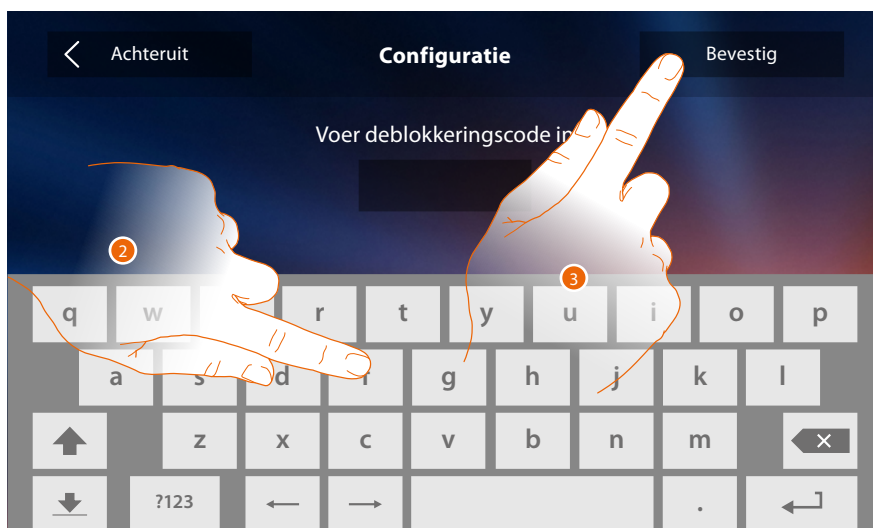 Achteruit Configuratie Bevestig
Voer deblokkeringscode in
2
3
q w r t y u i o p
a s d f g h j k l
z x c v b n m
?123 .